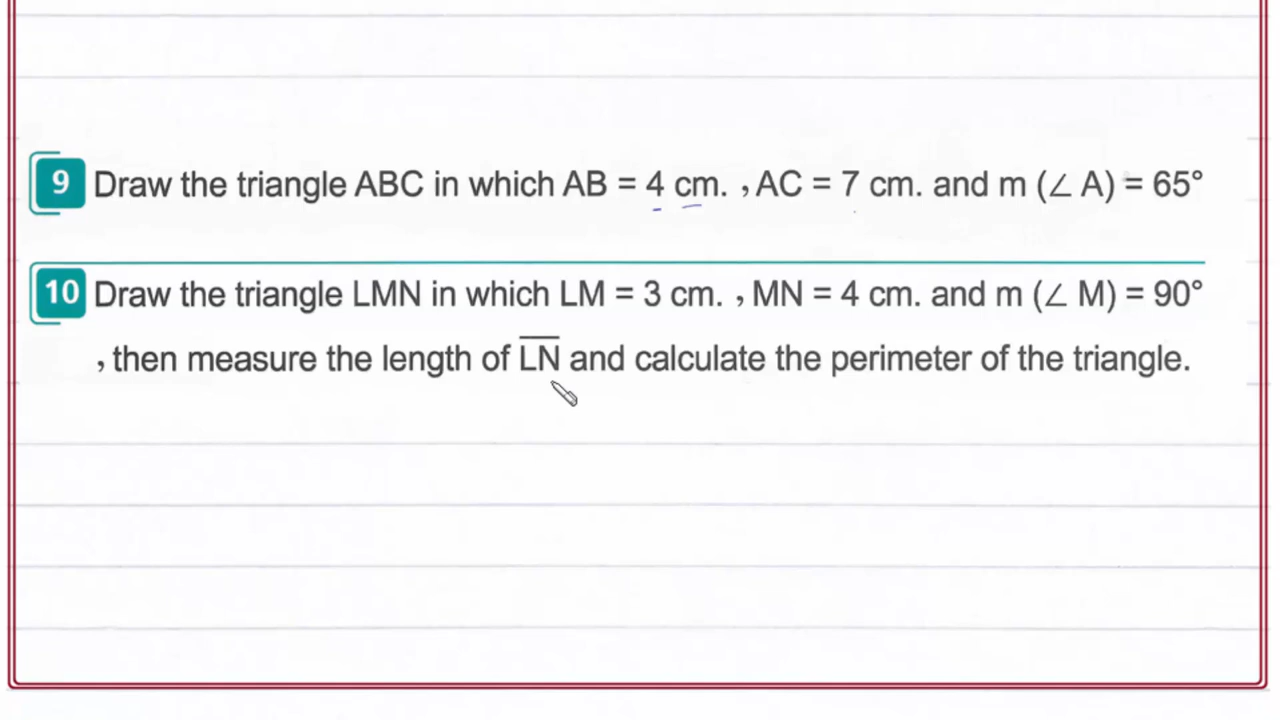 9 Draw the triangle ABC in which AB = 4 cm. , AC = 7 cm. and m (∠ A) = 65°
10 Draw the triangle LMN in which LM = 3 cm. , MN = 4 cm. and m (∠ M) = 90°
, then measure the length of L̅N̅ and calculate the perimeter of the triangle.